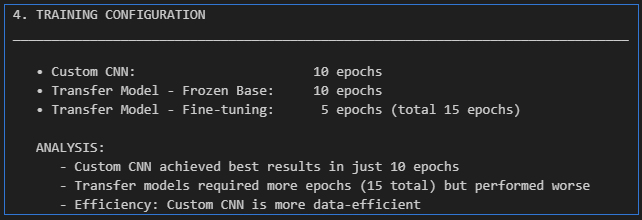 4. TRAINING CONFIGURATION
• Custom CNN: 10 epochs
• Transfer Model - Frozen Base: 10 epochs
• Transfer Model - Fine-tuning: 5 epochs (total 15 epochs)
ANALYSIS:
- Custom CNN achieved best results in just 10 epochs
- Transfer models required more epochs (15 total) but performed worse
- Efficiency: Custom CNN is more data-efficient